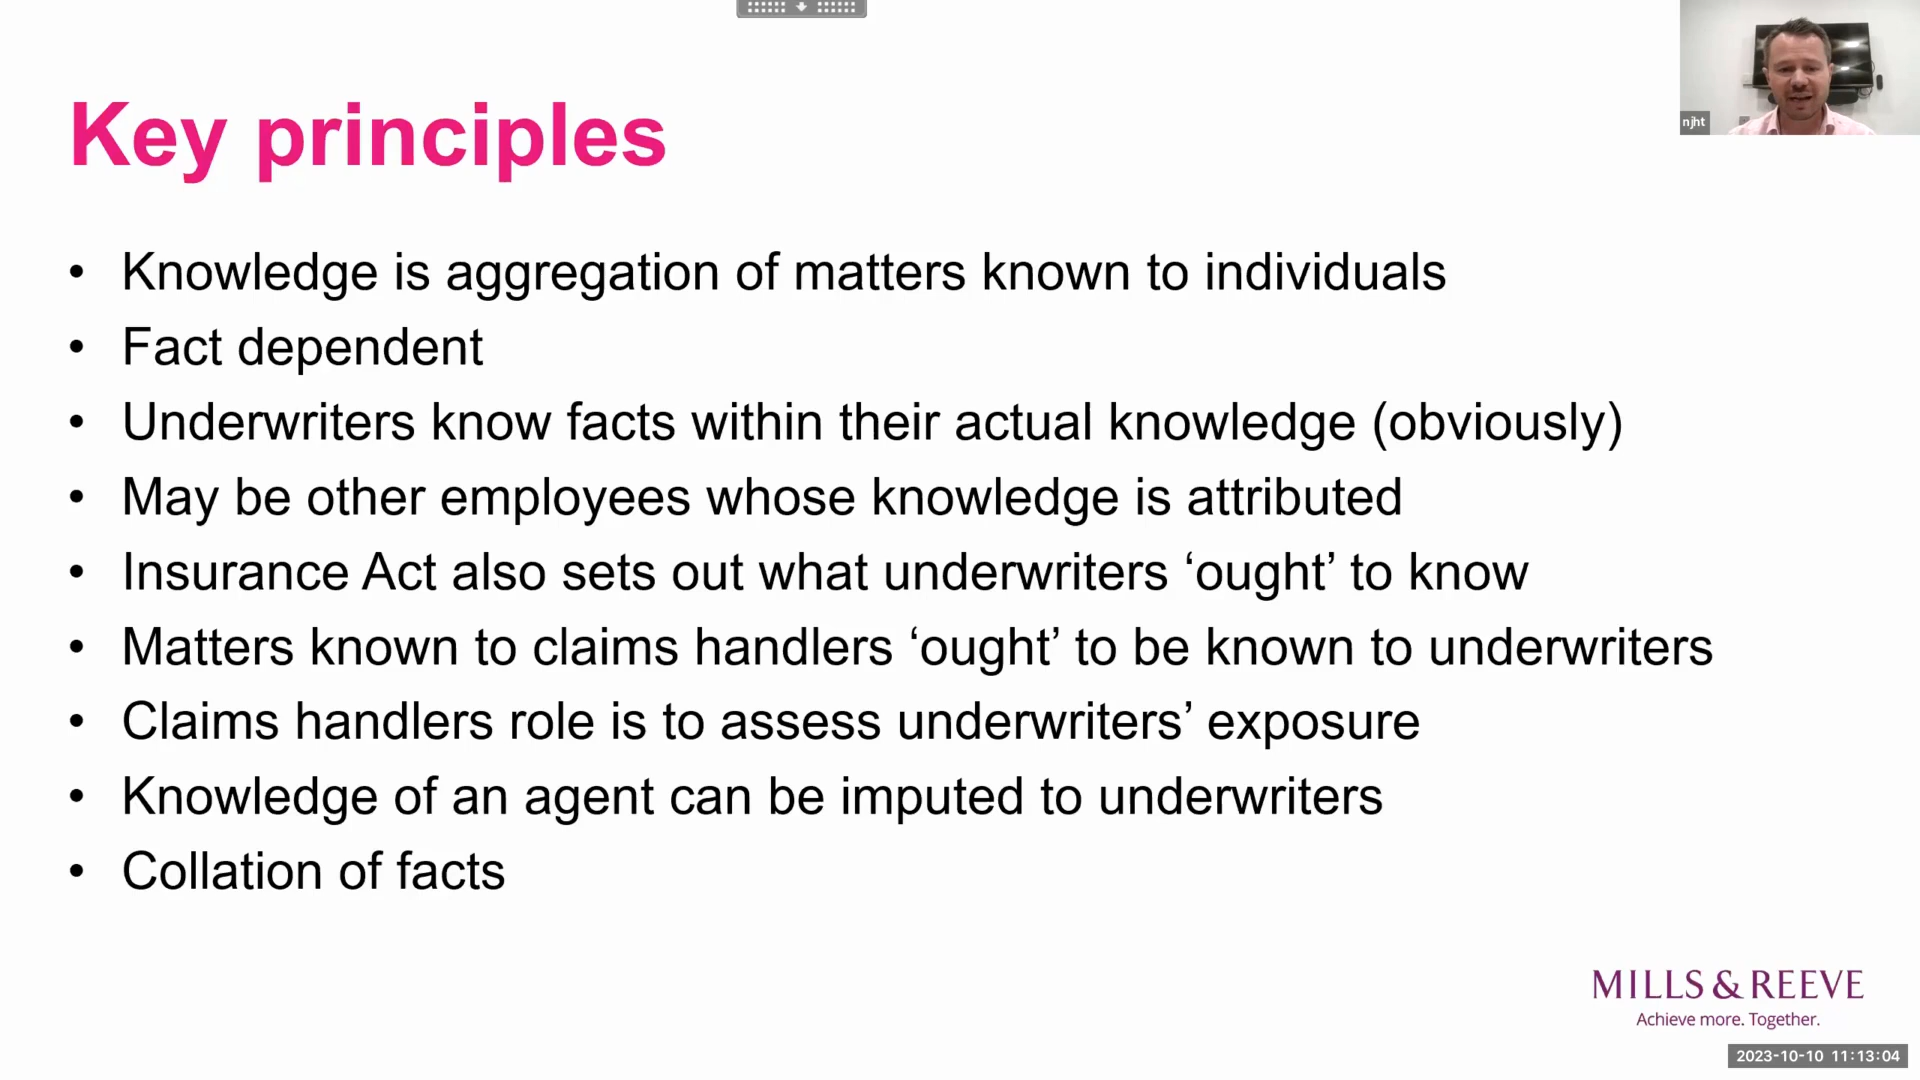 njht
Key principles
• Knowledge is aggregation of matters known to individuals
• Fact dependent
• Underwriters know facts within their actual knowledge (obviously)
• May be other employees whose knowledge is attributed
• Insurance Act also sets out what underwriters ‘ought’ to know
• Matters known to claims handlers ‘ought’ to be known to underwriters
• Claims handlers role is to assess underwriters’ exposure
• Knowledge of an agent can be imputed to underwriters
• Collation of facts
MILLS & REEVE
Achieve more. Together.
2023-10-10 11:13:04